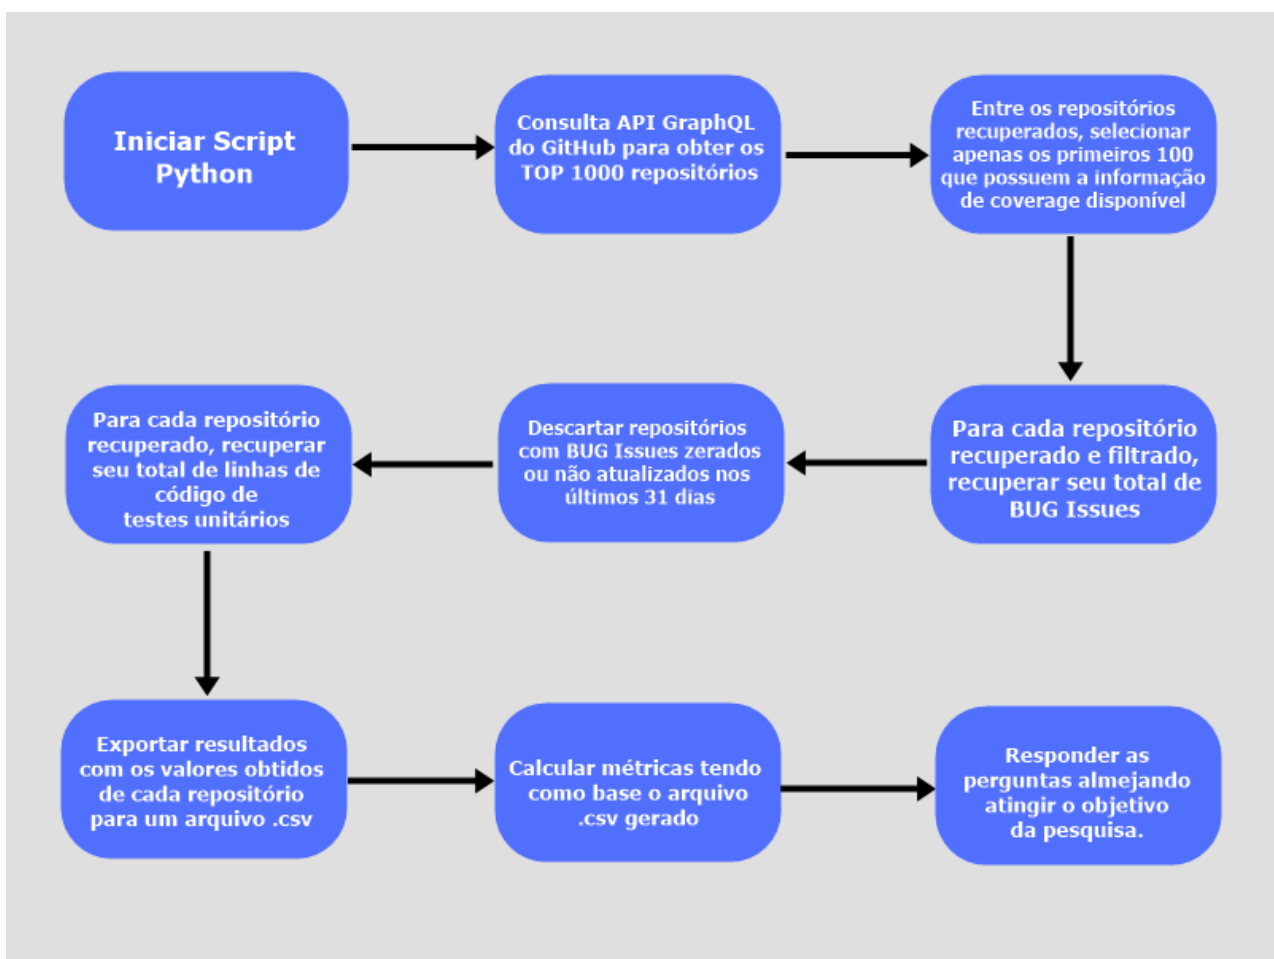 Iniciar Script
Python
Consulta API GraphQL
do GitHub para obter os
TOP 1000 repositórios
Entre os repositórios
recuperados, selecionar
apenas os primeiros 100
que possuem a informação
de coverage disponível
Para cada repositório
recuperado e filtrado,
recuperar seu total de
BUG Issues
Descartar repositórios
com BUG Issues zerados
ou não atualizados nos
últimos 31 dias
Para cada repositório
recuperado, recuperar
seu total de linhas de
código de
testes unitários
Exportar resultados
com os valores obtidos
de cada repositório
para um arquivo .csv
Calcular métricas tendo
como base o arquivo
.csv gerado
Responder as
perguntas almejando
atingir o objetivo
da pesquisa.